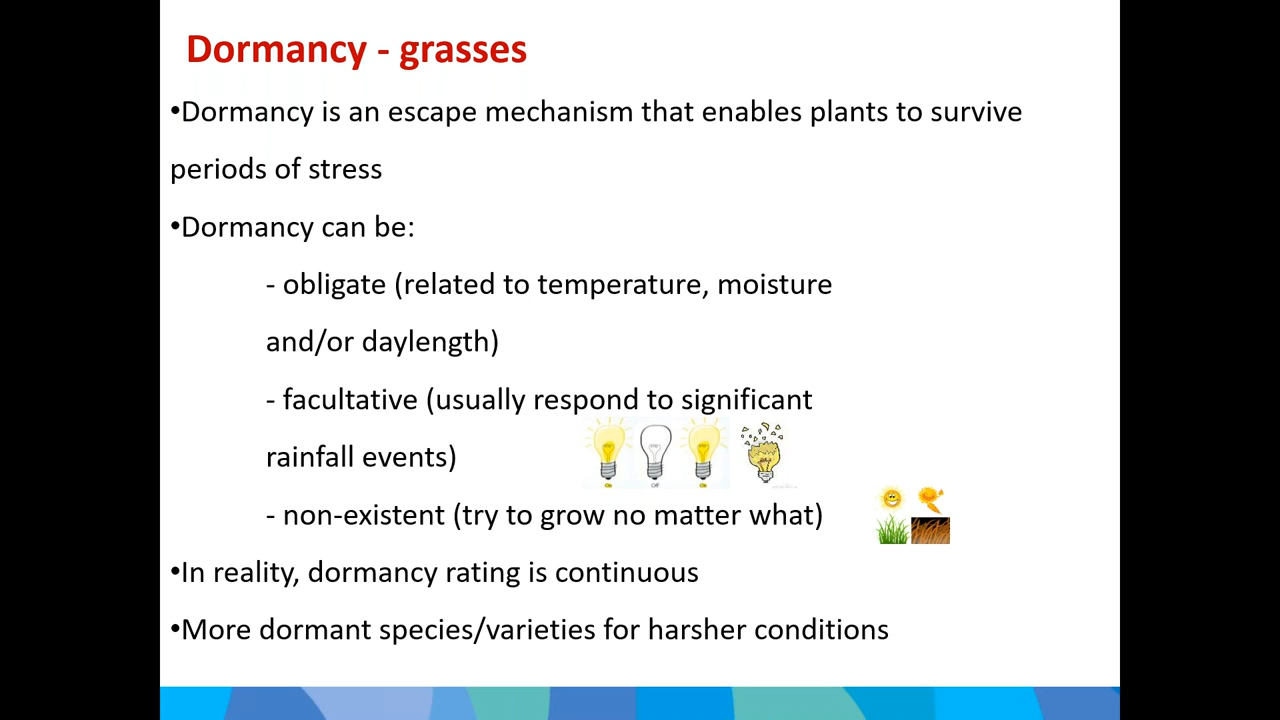 Dormancy - grasses
•Dormancy is an escape mechanism that enables plants to survive
periods of stress
•Dormancy can be:
- obligate (related to temperature, moisture
and/or daylength)
- facultative (usually respond to significant
rainfall events)
- non-existent (try to grow no matter what)
•In reality, dormancy rating is continuous
•More dormant species/varieties for harsher conditions